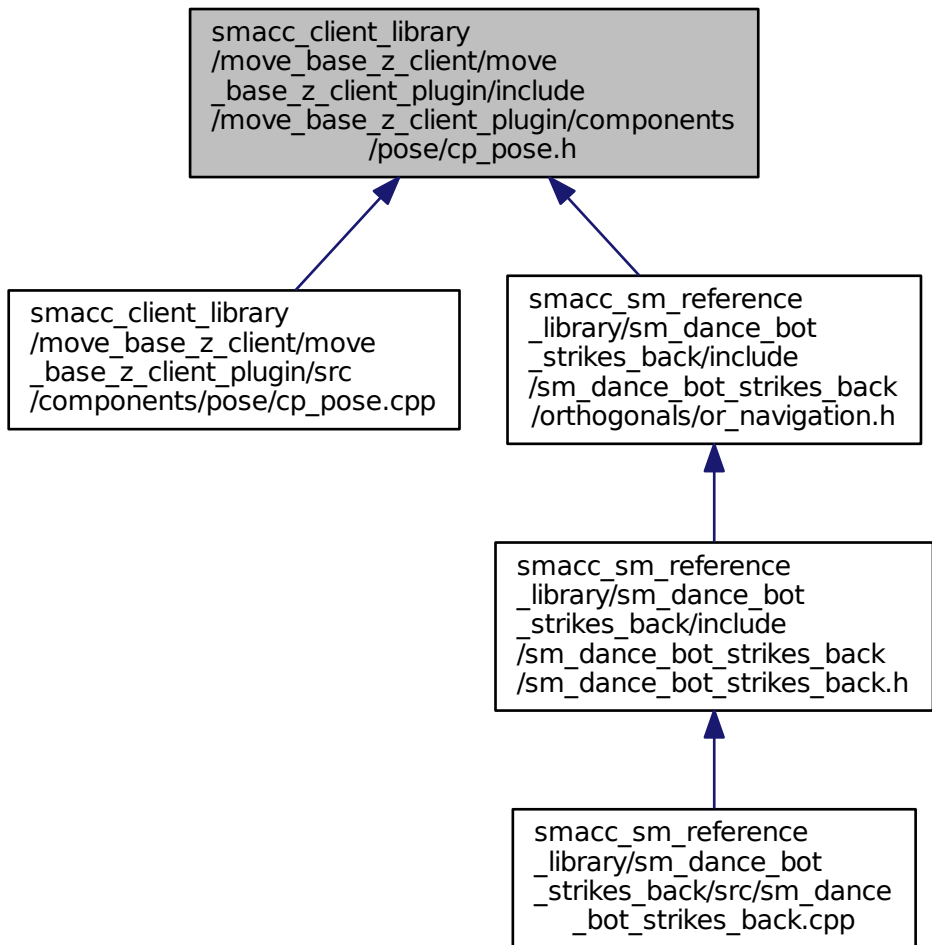 smacc_client_library
/move_base_z_client/move
_base_z_client_plugin/include
/move_base_z_client_plugin/components
/pose/cp_pose.h
smacc_client_library
/move_base_z_client/move
_base_z_client_plugin/src
/components/pose/cp_pose.cpp
smacc_sm_reference
_library/sm_dance_bot
_strikes_back/include
/sm_dance_bot_strikes_back
/orthogonals/or_navigation.h
smacc_sm_reference
_library/sm_dance_bot
_strikes_back/include
/sm_dance_bot_strikes_back
/sm_dance_bot_strikes_back.h
smacc_sm_reference
_library/sm_dance_bot
_strikes_back/src/sm_dance
_bot_strikes_back.cpp